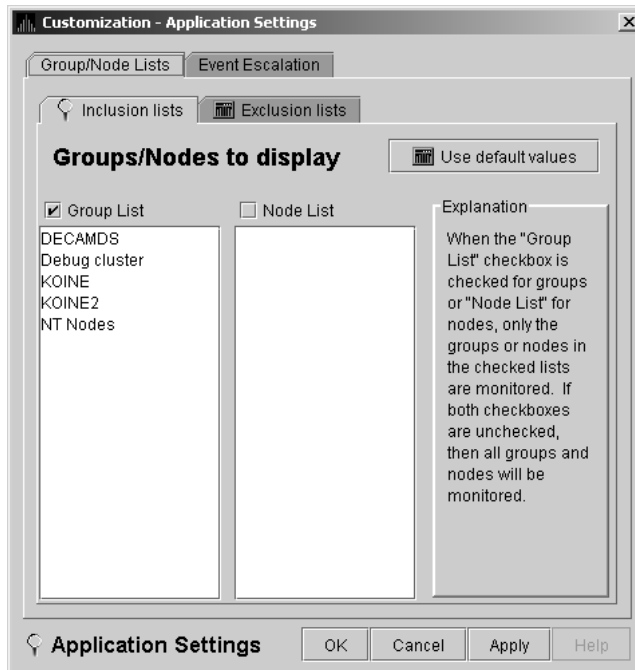 Customization - Application Settings
Group/Node Lists
Event Escalation
Inclusion lists
Exclusion lists
Groups/Nodes to display
Use default values
Group List
Node List
Explanation
DECAMDS
Debug cluster
KOINE
KOINE2
NT Nodes
When the "Group
List" checkbox is
checked for groups
or "Node List" for
nodes, only the
groups or nodes in
the checked lists
are monitored. If
both checkboxes
are unchecked,
then all groups and
nodes will be
monitored.
Application Settings
OK
Cancel
Apply
Help